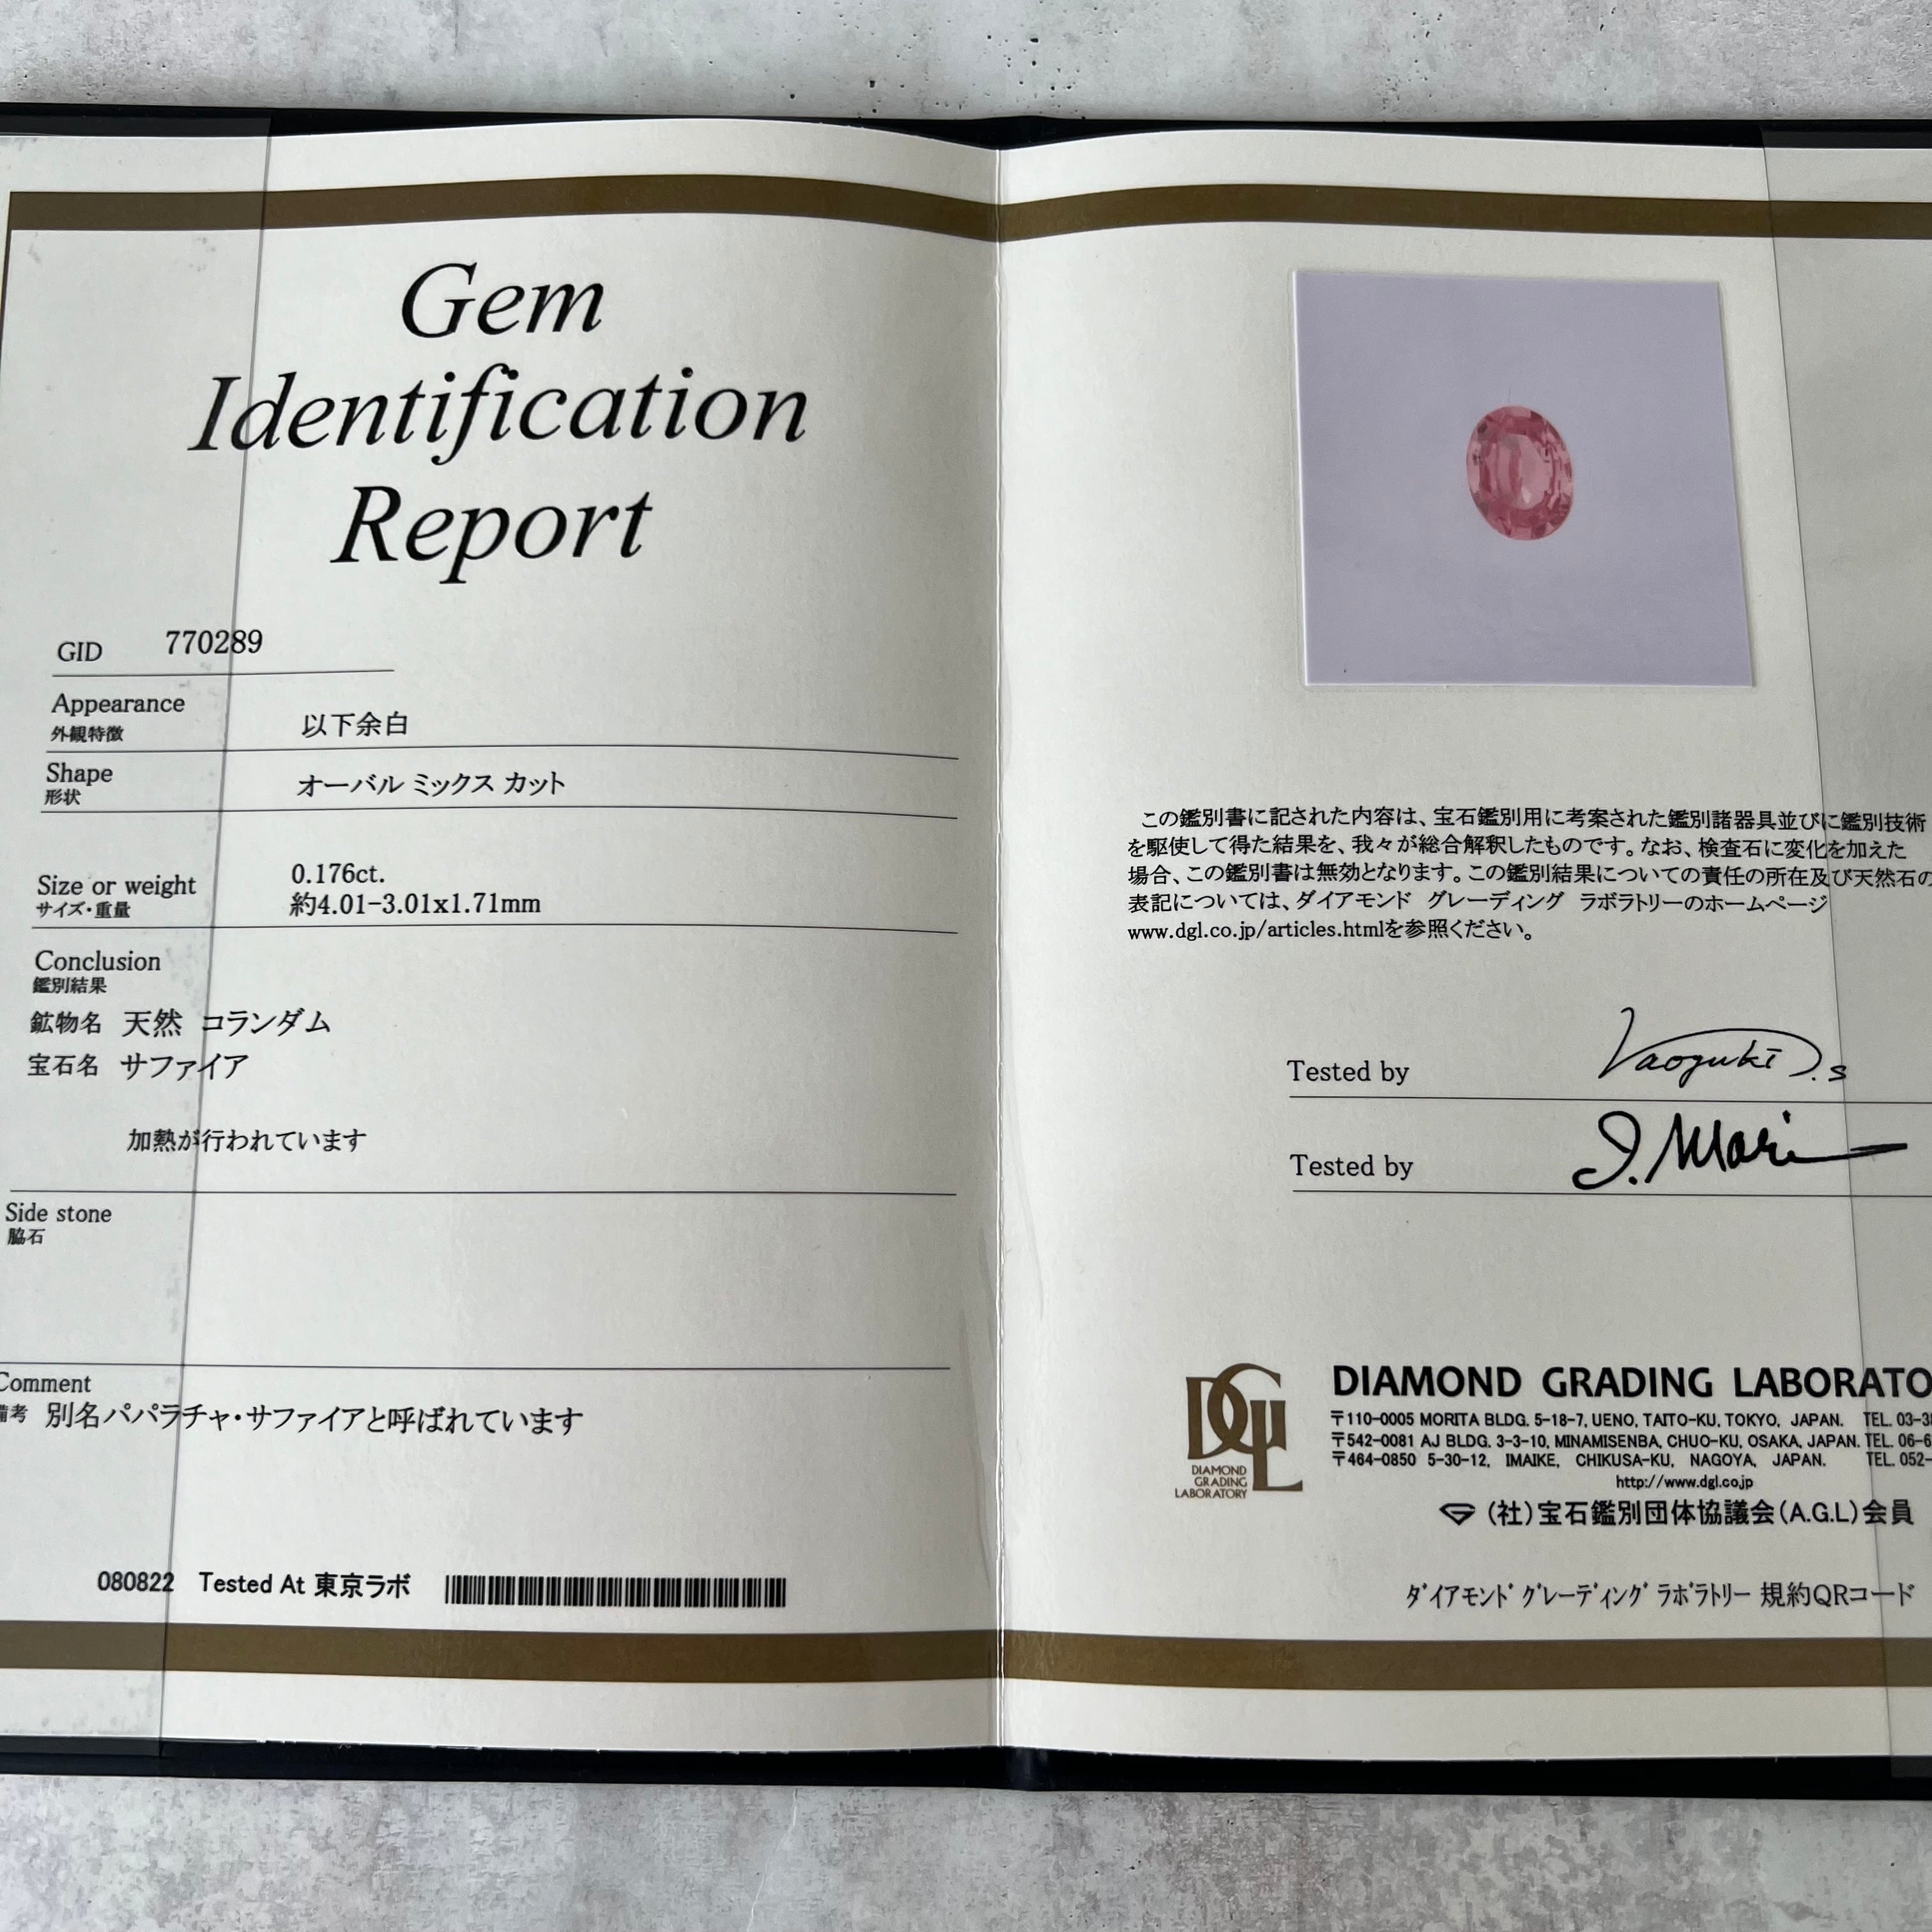 Gem
Identification
Report
GID 770289
Appearance
外観特徴 以下余白
Shape
形状 オーバル ミックス カット
0.176ct.
Size or weight
サイズ・重量 約4.01-3.01x1.71mm
Conclusion
鑑別結果
鉱物名 天然 コランダム
宝石名 サファイア
加熱が行われています
Side stone
脇石
Comment
備考 別名パパラチャ・サファイアと呼ばれています
080822 Tested At 東京ラボ
この鑑別書に記された内容は、宝石鑑別用に考案された鑑別諸器具並びに鑑別技術
を駆使して得た結果を、我々が総合解釈したものです。なお、検査石に変化を加えた
場合、この鑑別書は無効となります。この鑑別結果についての責任の所在及び天然石の
表記については、ダイアモンド グレーディング ラボラトリーのホームページ
www.dgl.co.jp/articles.htmlを参照ください。
Tested by
Tested by J. Mori
DGL
DIAMOND
GRADING
LABORATORY
DIAMOND GRADING LABORATO
〒110-0005 MORITA BLDG. 5-18-7, UENO, TAITO-KU, TOKYO, JAPAN. TEL. 03-3
〒542-0081 AJ BLDG. 3-3-10, MINAMISENBA, CHUO-KU, OSAKA, JAPAN. TEL. 06-6
〒464-0850 5-30-12, IMAIKE, CHIKUSA-KU, NAGOYA, JAPAN. TEL. 052-
http://www.dgl.co.jp
(社)宝石鑑別団体協議会(A.G.L)会員
ﾀﾞｲｱﾓﾝﾄﾞ ｸﾞﾚｰﾃﾞｨﾝｸﾞ ﾗﾎﾞﾗﾄﾘｰ 規約QRコード